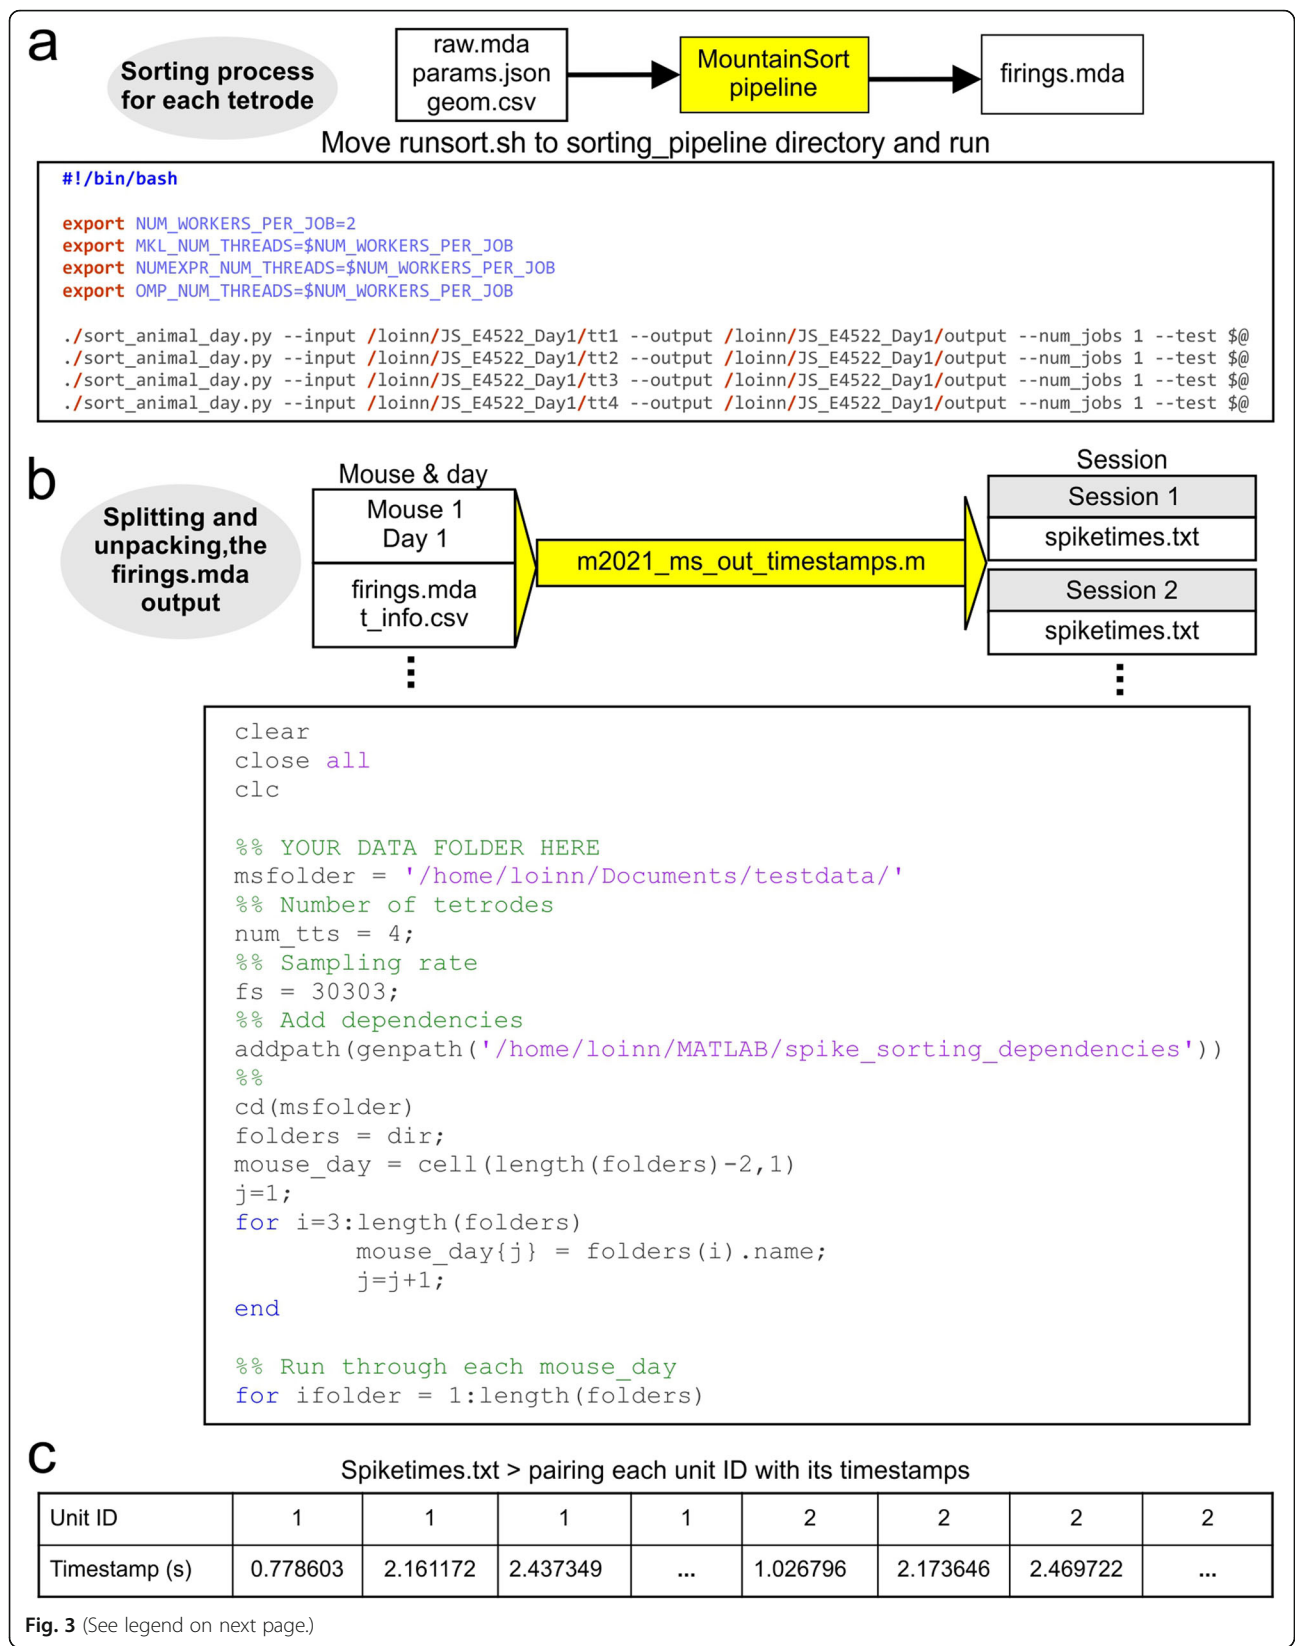 a
Sorting process
for each tetrode
raw.mda
params.json
geom.csv
MountainSort
pipeline
firings.mda
Move runsort.sh to sorting_pipeline directory and run
#!/bin/bash
export NUM_WORKERS_PER_JOB=2
export MKL_NUM_THREADS=$NUM_WORKERS_PER_JOB
export NUMEXPR_NUM_THREADS=$NUM_WORKERS_PER_JOB
export OMP_NUM_THREADS=$NUM_WORKERS_PER_JOB
./sort_animal_day.py --input /loinn/JS_E4522_Day1/tt1 --output /loinn/JS_E4522_Day1/output --num_jobs 1 --test $@
./sort_animal_day.py --input /loinn/JS_E4522_Day1/tt2 --output /loinn/JS_E4522_Day1/output --num_jobs 1 --test $@
./sort_animal_day.py --input /loinn/JS_E4522_Day1/tt3 --output /loinn/JS_E4522_Day1/output --num_jobs 1 --test $@
./sort_animal_day.py --input /loinn/JS_E4522_Day1/tt4 --output /loinn/JS_E4522_Day1/output --num_jobs 1 --test $@
b
Splitting and
unpacking,the
firings.mda
output
Mouse & day
Mouse 1
Day 1
firings.mda
t_info.csv
m2021_ms_out_timestamps.m
Session
Session 1
spiketimes.txt
Session 2
spiketimes.txt
clear
close all
clc
%% YOUR DATA FOLDER HERE
msfolder = '/home/loinn/Documents/testdata/'
%% Number of tetrodes
num_tts = 4;
%% Sampling rate
fs = 30303;
%% Add dependencies
addpath(genpath('/home/loinn/MATLAB/spike_sorting_dependencies'))
%%
cd(msfolder)
folders = dir;
mouse_day = cell(length(folders)-2,1)
j=1;
for i=3:length(folders)
mouse_day{j} = folders(i).name;
j=j+1;
end
%% Run through each mouse_day
for ifolder = 1:length(folders)
c
Spiketimes.txt > pairing each unit ID with its timestamps
Unit ID 1 1 1 1 2 2 2 2
Timestamp (s) 0.778603 2.161172 2.437349 ... 1.026796 2.173646 2.469722 ...
Fig. 3 (See legend on next page.)